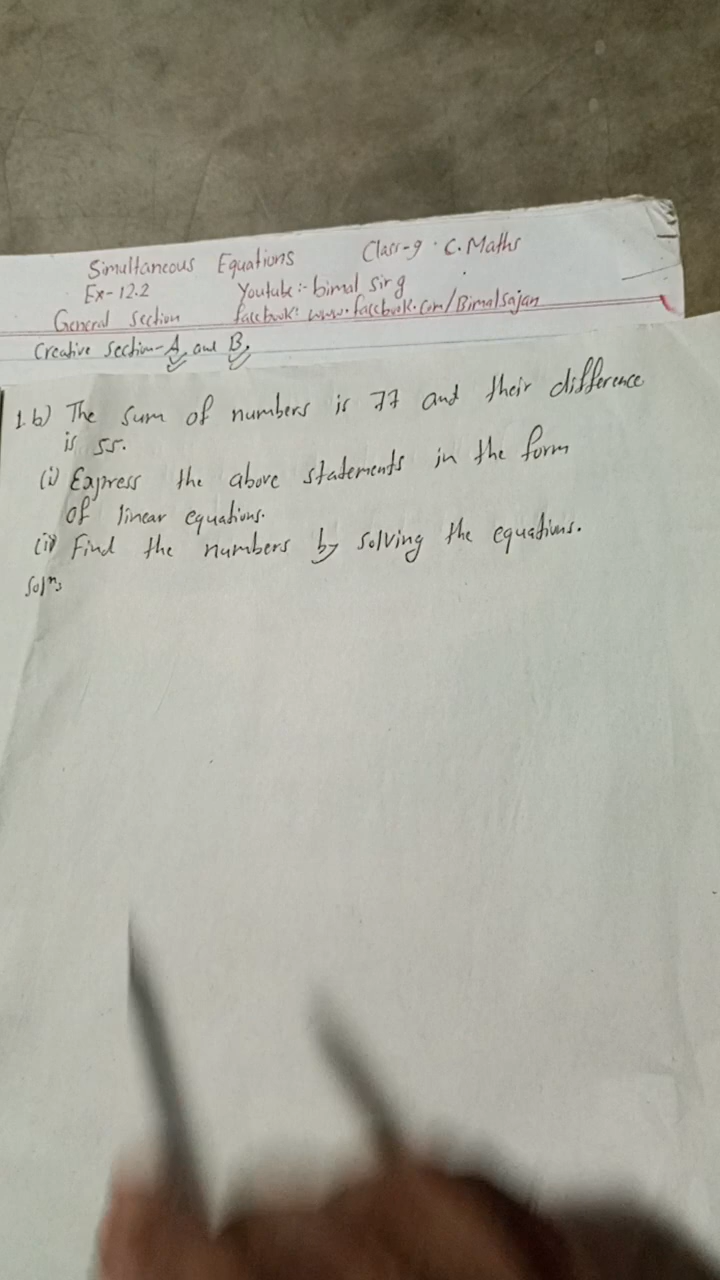 Simultaneous Equations Class-9 C. Maths
Ex-12.2 Youtube:- bimal sir g
General Section facebook: www.facebook.com/Bimalsajan
Creative section-A and B.
1.b) The sum of numbers is 77 and their difference
is 55.
(i) Express the above statements in the form
of linear equations.
(ii) Find the numbers by solving the equations.
Solⁿ: